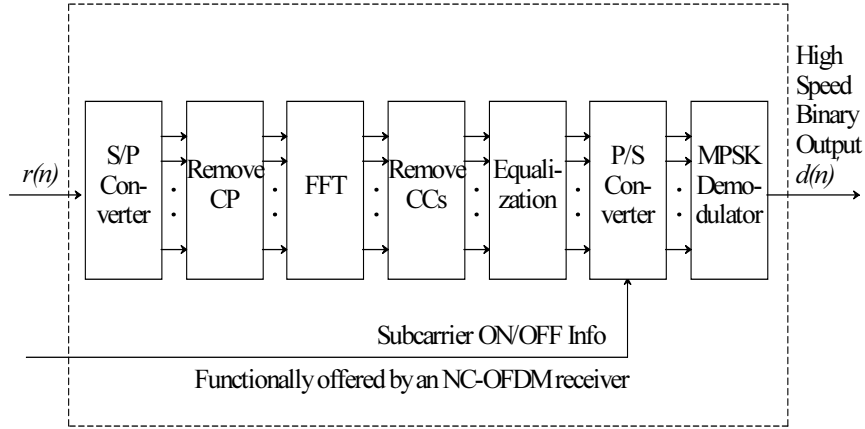 High
Speed
Binary
Output
d(n)'
r(n)
S/P
Con-
verter
Remove
CP
FFT
Remove
CCs
Equali-
zation
P/S
Con-
verter
MPSK
Demo-
dulator
Subcarrier ON/OFF Info
Functionally offered by an NC-OFDM receiver